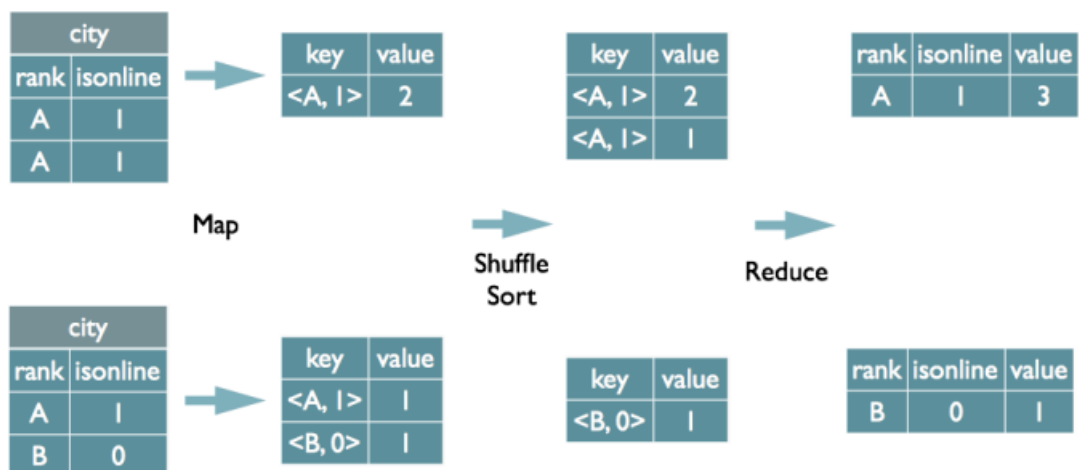 city
rank isonline
A 1
A 1
key value
<A, 1> 2
key value
<A, 1> 2
<A, 1> 1
rank isonline value
A 1 3
Map
Shuffle
Sort
Reduce
city
rank isonline
A 1
B 0
key value
<A, 1> 1
<B, 0> 1
key value
<B, 0> 1
rank isonline value
B 0 1